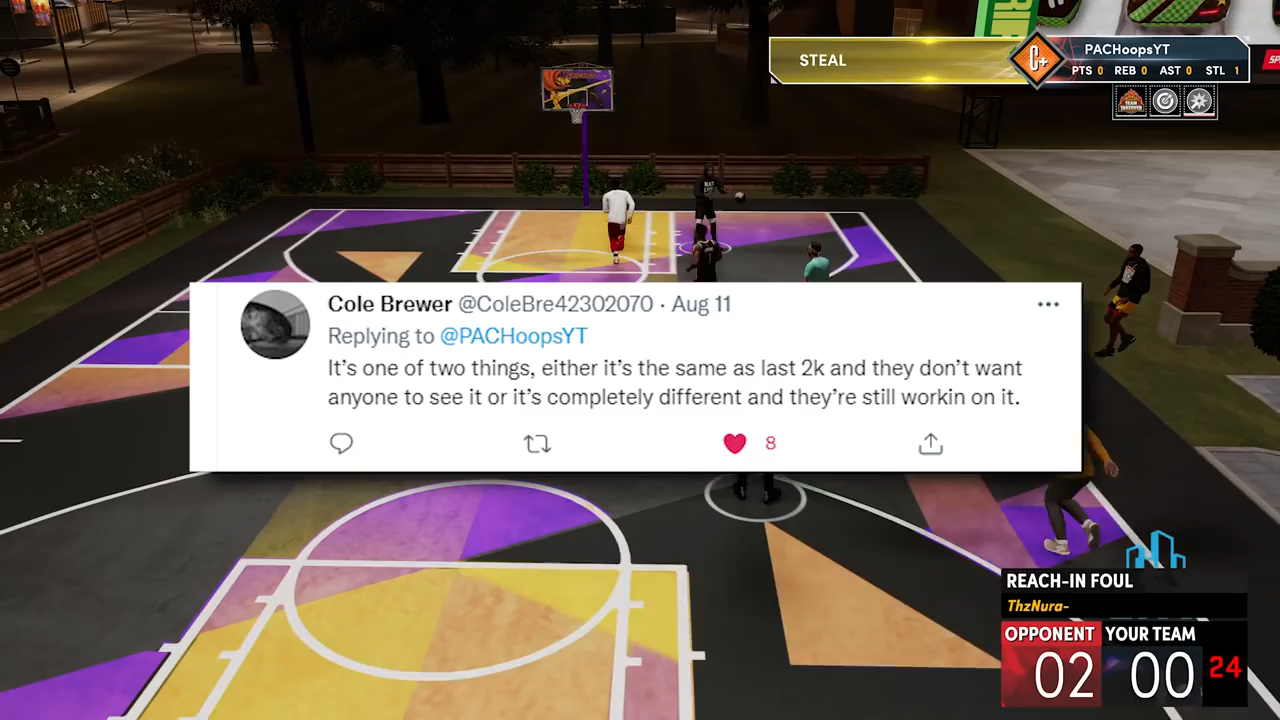 STEAL
C+
PACHoopsYT
PTS 0 REB 0 AST 0 STL 1
Cole Brewer @ColeBre42302070 · Aug 11
Replying to @PACHoopsYT
It's one of two things, either it's the same as last 2k and they don't want
anyone to see it or it's completely different and they're still workin on it.
8
REACH-IN FOUL
ThzNura-
OPPONENT YOUR TEAM
02 00 24